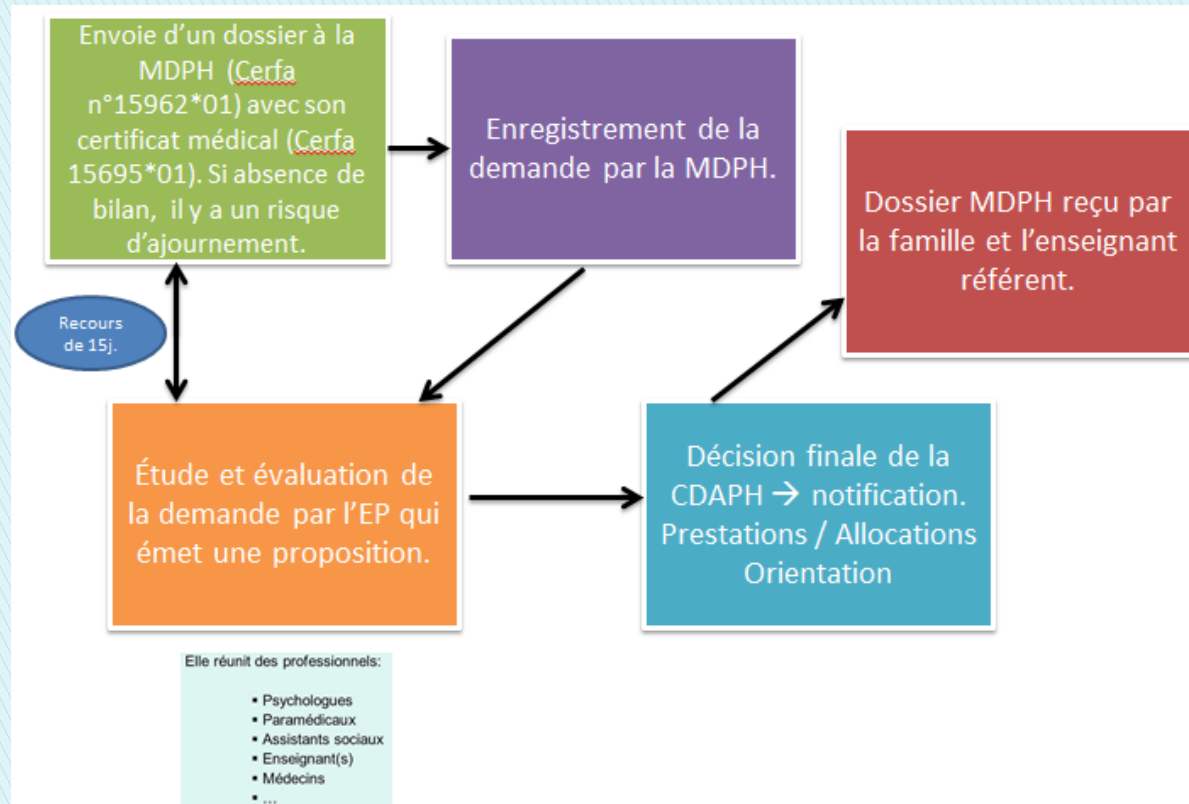 Envoie d'un dossier à la
MDPH (Cerfa
n°15962*01) avec son
certificat médical (Cerfa
15695*01). Si absence de
bilan, il y a un risque
d'ajournement.
Enregistrement de la
demande par la MDPH.
Dossier MDPH reçu par
la famille et l'enseignant
référent.
Recours
de 15j.
Étude et évaluation de
la demande par l'EP qui
émet une proposition.
Décision finale de la
CDAPH → notification.
Prestations / Allocations
Orientation
Elle réunit des professionnels:
▪ Psychologues
▪ Paramédicaux
▪ Assistants sociaux
▪ Enseignant(s)
▪ Médecins
▪ ...